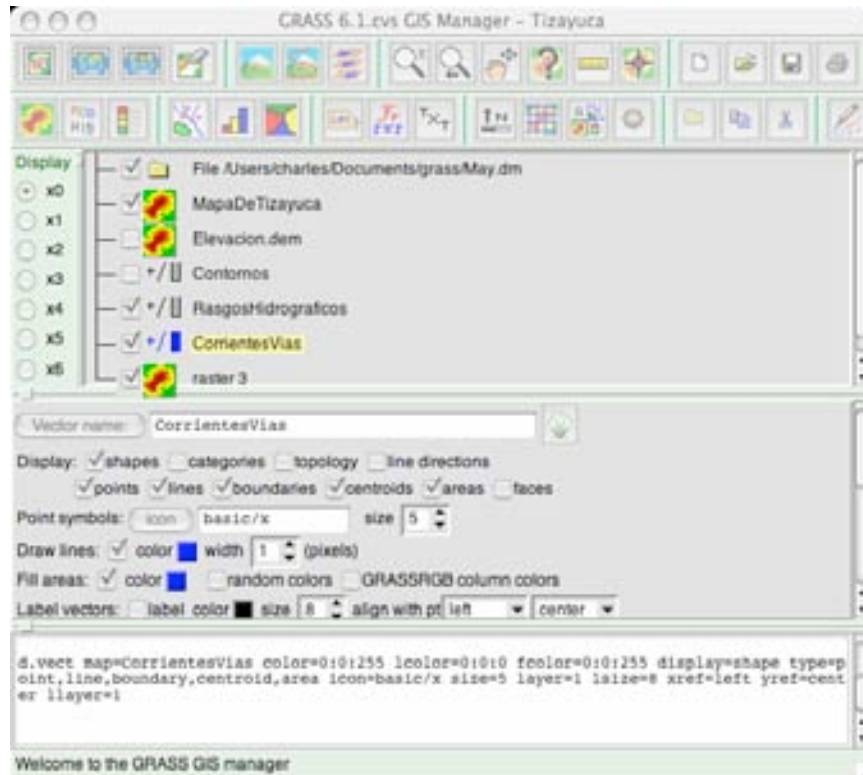 GRASS 6.1.cvs GIS Manager - Tizayuca
Display
x0
x1
x2
x3
x4
x5
x6
File /Users/charles/Documents/grass/May.dm
MapaDeTizayuca
Elevacion.dem
Contornos
RasgosHidrograficos
CorrientesVias
raster 3
Vector name: CorrientesVias
Display: shapes categories topology line directions
points lines boundaries centroids areas faces
Point symbols: icon basic/x size 5
Draw lines: color width 1 (pixels)
Fill areas: color random colors GRASSRGB column colors
Label vectors: label color size 8 align with pt left center
d.vect map=CorrientesVias color=0:0:255 lcolor=0:0:0 fcolor=0:0:255 display=shape type=p
oint,line,boundary,centroid,area icon=basic/x size=5 layer=1 lsize=8 xref=left yref=cent
er llayer=1
Welcome to the GRASS GIS manager